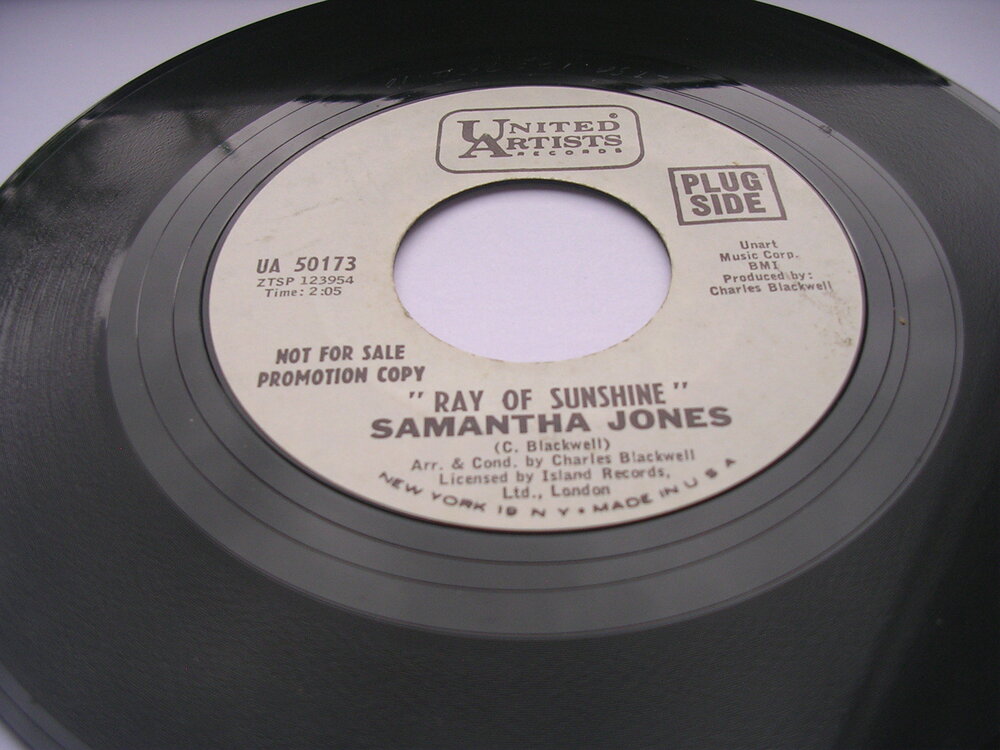 UNITED
ARTISTS
RECORDS
®
PLUG
SIDE
Unart
Music Corp.
BMI
Produced by:
Charles Blackwell
UA 50173
ZTSP 123954
Time: 2:05
NOT FOR SALE
PROMOTION COPY
"RAY OF SUNSHINE"
SAMANTHA JONES
(C. Blackwell)
Arr. & Cond. by Charles Blackwell
Licensed by Island Records,
Ltd., London
NEW YORK 19 N Y • MADE IN U S A